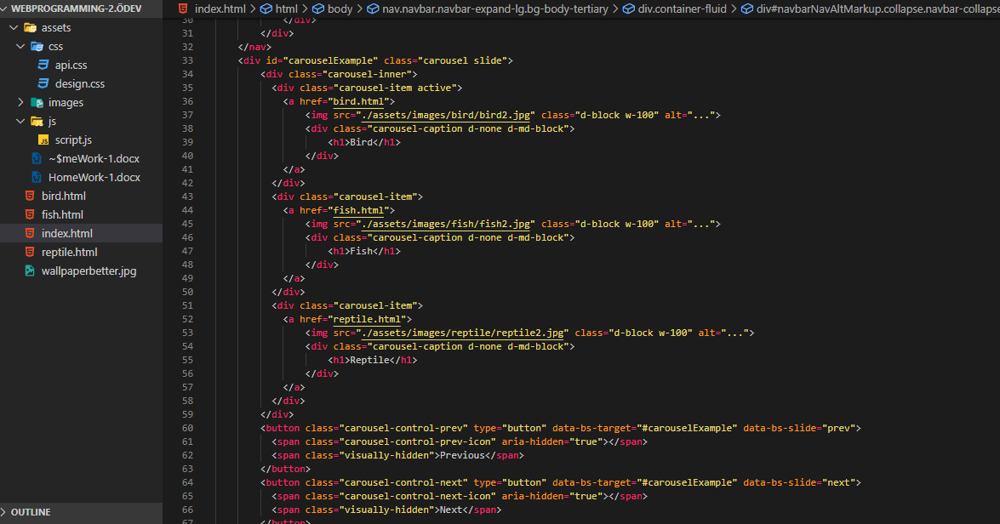 WEBPROGRAMMING-2.ÖDEV
assets
css
api.css
design.css
images
js
JS script.js
~$meWork-1.docx
HomeWork-1.docx
bird.html
fish.html
index.html
reptile.html
wallpaperbetter.jpg
OUTLINE
index.html > html > body > nav.navbar.navbar-expand-lg.bg-body-tertiary > div.container-fluid > div#navbarNavAltMarkup.collapse.navbar-collapse
30 </div>
31 </div>
32 </nav>
33 <div id="carouselExample" class="carousel slide">
34 <div class="carousel-inner">
35 <div class="carousel-item active">
36 <a href="bird.html">
37 <img src="./assets/images/bird/bird2.jpg" class="d-block w-100" alt="...">
38 <div class="carousel-caption d-none d-md-block">
39 <h1>Bird</h1>
40 </div>
41 </a>
42 </div>
43 <div class="carousel-item">
44 <a href="fish.html">
45 <img src="./assets/images/fish/fish2.jpg" class="d-block w-100" alt="...">
46 <div class="carousel-caption d-none d-md-block">
47 <h1>Fish</h1>
48 </div>
49 </a>
50 </div>
51 <div class="carousel-item">
52 <a href="reptile.html">
53 <img src="./assets/images/reptile/reptile2.jpg" class="d-block w-100" alt="...">
54 <div class="carousel-caption d-none d-md-block">
55 <h1>Reptile</h1>
56 </div>
57 </a>
58 </div>
59 </div>
60 <button class="carousel-control-prev" type="button" data-bs-target="#carouselExample" data-bs-slide="prev">
61 <span class="carousel-control-prev-icon" aria-hidden="true"></span>
62 <span class="visually-hidden">Previous</span>
63 </button>
64 <button class="carousel-control-next" type="button" data-bs-target="#carouselExample" data-bs-slide="next">
65 <span class="carousel-control-next-icon" aria-hidden="true"></span>
66 <span class="visually-hidden">Next</span>
67 </button>